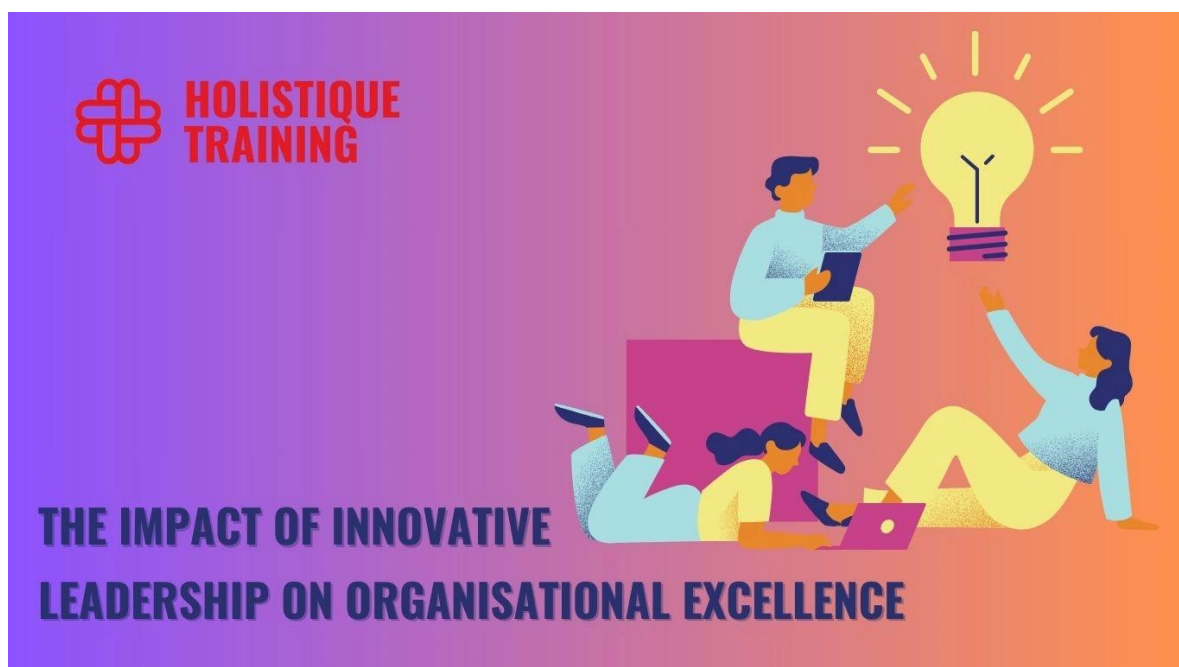 HOLISTIQUE
TRAINING
THE IMPACT OF INNOVATIVE
LEADERSHIP ON ORGANISATIONAL EXCELLENCE